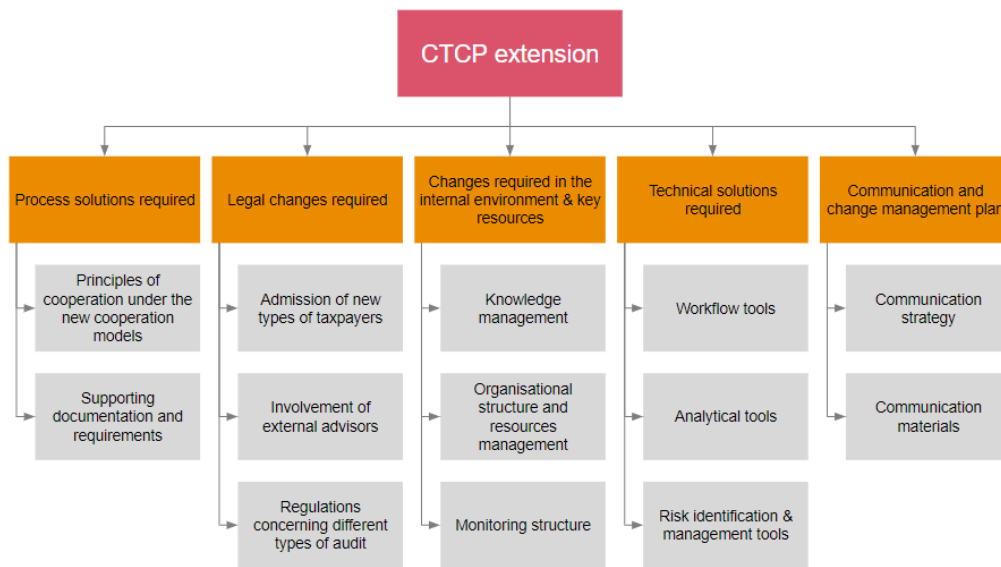 CTCP extension
Process solutions required
Legal changes required
Changes required in the
internal environment & key
resources
Technical solutions
required
Communication and
change management plan
Principles of
cooperation under the
new cooperation
models
Admission of new
types of taxpayers
Knowledge
management
Workflow tools
Communication
strategy
Supporting
documentation and
requirements
Involvement of
external advisors
Organisational
structure and
resources
management
Analytical tools
Communication
materials
Regulations
concerning different
types of audit
Monitoring structure
Risk identification &
management tools